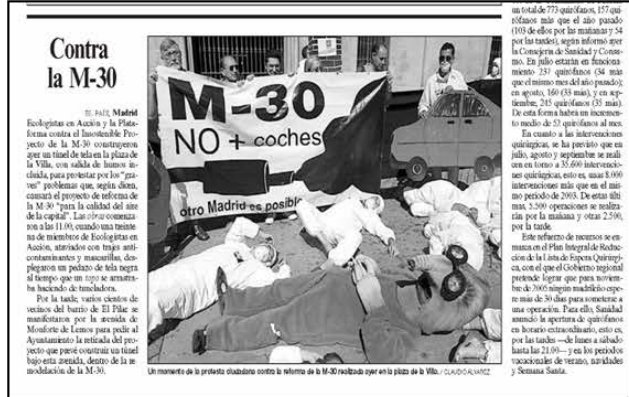 Contra
la M-30
EL PAÍS, Madrid
Ecologistas en Acción y la Plata-
forma contra el Insostenible Pro-
yecto de la M-30 construyeron
ayer un túnel de tela en la plaza de
la Villa, con salida de humos in-
cluida, para protestar por los "gra-
ves" problemas que, según dicen,
causará el proyecto de reforma de
la M-30 "para la calidad del aire
de la capital". Las obras comenza-
ron a las 11.00, cuando una treinte-
na de miembros de Ecologistas en
Acción, ataviados con trajes anti-
contaminantes y mascarillas, des-
plegaron un pedazo de tela negra
al tiempo que un topo se arrastra-
ba haciendo de tuneladora.
Por la tarde, varios cientos de
vecinos del barrio de El Pilar se
manifestaron por la avenida de
Monforte de Lemos para pedir al
Ayuntamiento la retirada del pro-
yecto que prevé construir un túnel
bajo esta avenida, dentro de la re-
modelación de la M-30.
M-30
NO + coches
otro Madrid es posible
Un momento de la protesta ciudadana contra la reforma de la M-30 realizada ayer en la plaza de la Villa. / CLAUDIO ÁLVAREZ
un total de 773 quirófanos, 157 qui-
rófanos más que el año pasado
(103 de ellos por las mañanas y 54
por las tardes), según informó ayer
la Consejería de Sanidad y Consu-
mo. En julio estarán en funciona-
miento 237 quirófanos (34 más
que el mismo mes del año pasado);
en agosto, 160 (33 más), y en sep-
tiembre, 245 quirófanos (35 más).
De esta forma habrá un incremen-
to medio de 52 quirófanos al mes.
En cuanto a las intervenciones
quirúrgicas, se ha previsto que en
julio, agosto y septiembre se reali-
cen en torno a 35.600 intervencio-
nes quirúrgicas, esto es, unas 8.000
intervenciones más que en el mis-
mo periodo de 2003. De estas últi-
mas, 5.500 operaciones se realiza-
rán por la mañana y otras 2.500,
por la tarde.
Este refuerzo de recursos se en-
marca en el Plan Integral de Reduc-
ción de la Lista de Espera Quirúrgi-
ca, con el que el Gobierno regional
pretende lograr que para noviem-
bre de 2005 ningún madrileño espe-
re más de 30 días para someterse a
una operación. Para ello, Sanidad
anunció la apertura de quirófanos
en horario extraordinario, esto es,
por las tardes —de lunes a sábado
hasta las 21.00— y en los periodos
vacacionales de verano, navidades
y Semana Santa.